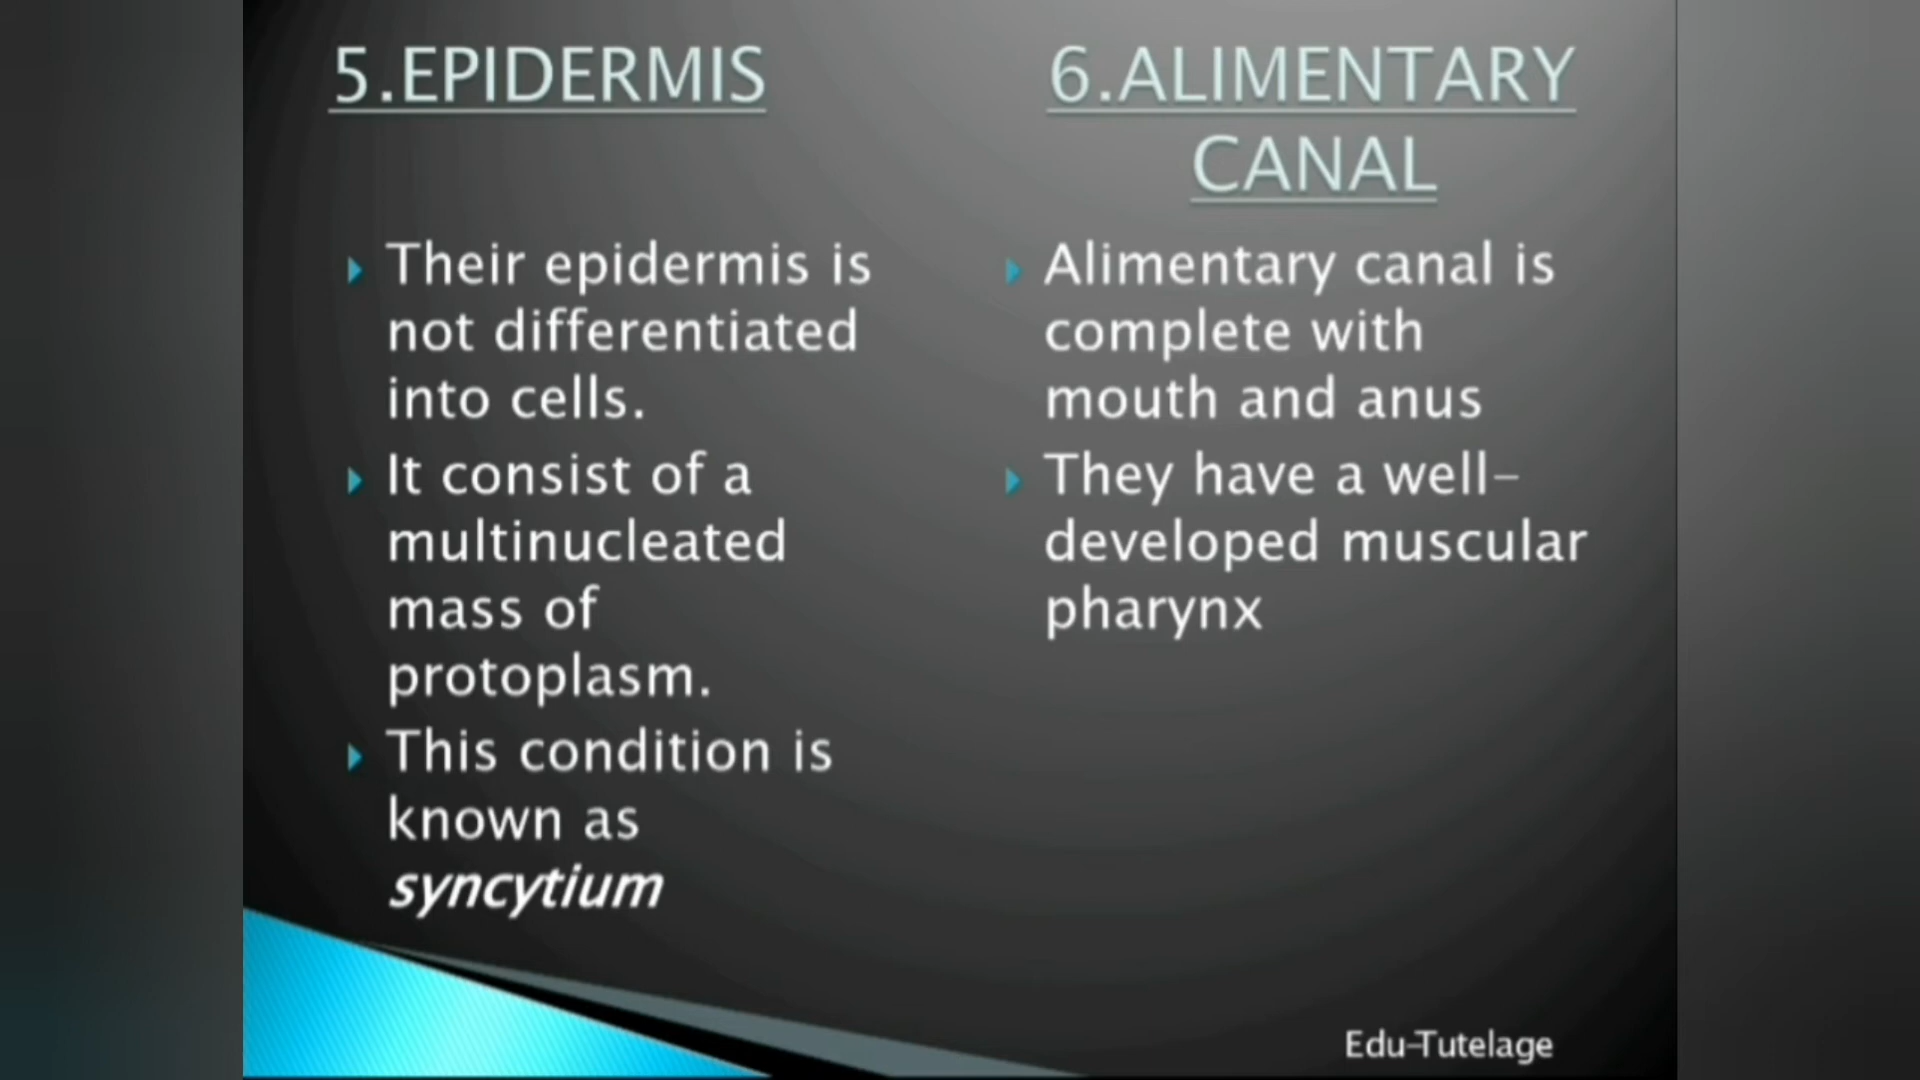 5.EPIDERMIS
Their epidermis is
not differentiated
into cells.
It consist of a
multinucleated
mass of
protoplasm.
This condition is
known as
syncytium
6.ALIMENTARY
CANAL
Alimentary canal is
complete with
mouth and anus
They have a well-
developed muscular
pharynx
Edu-Tutelage